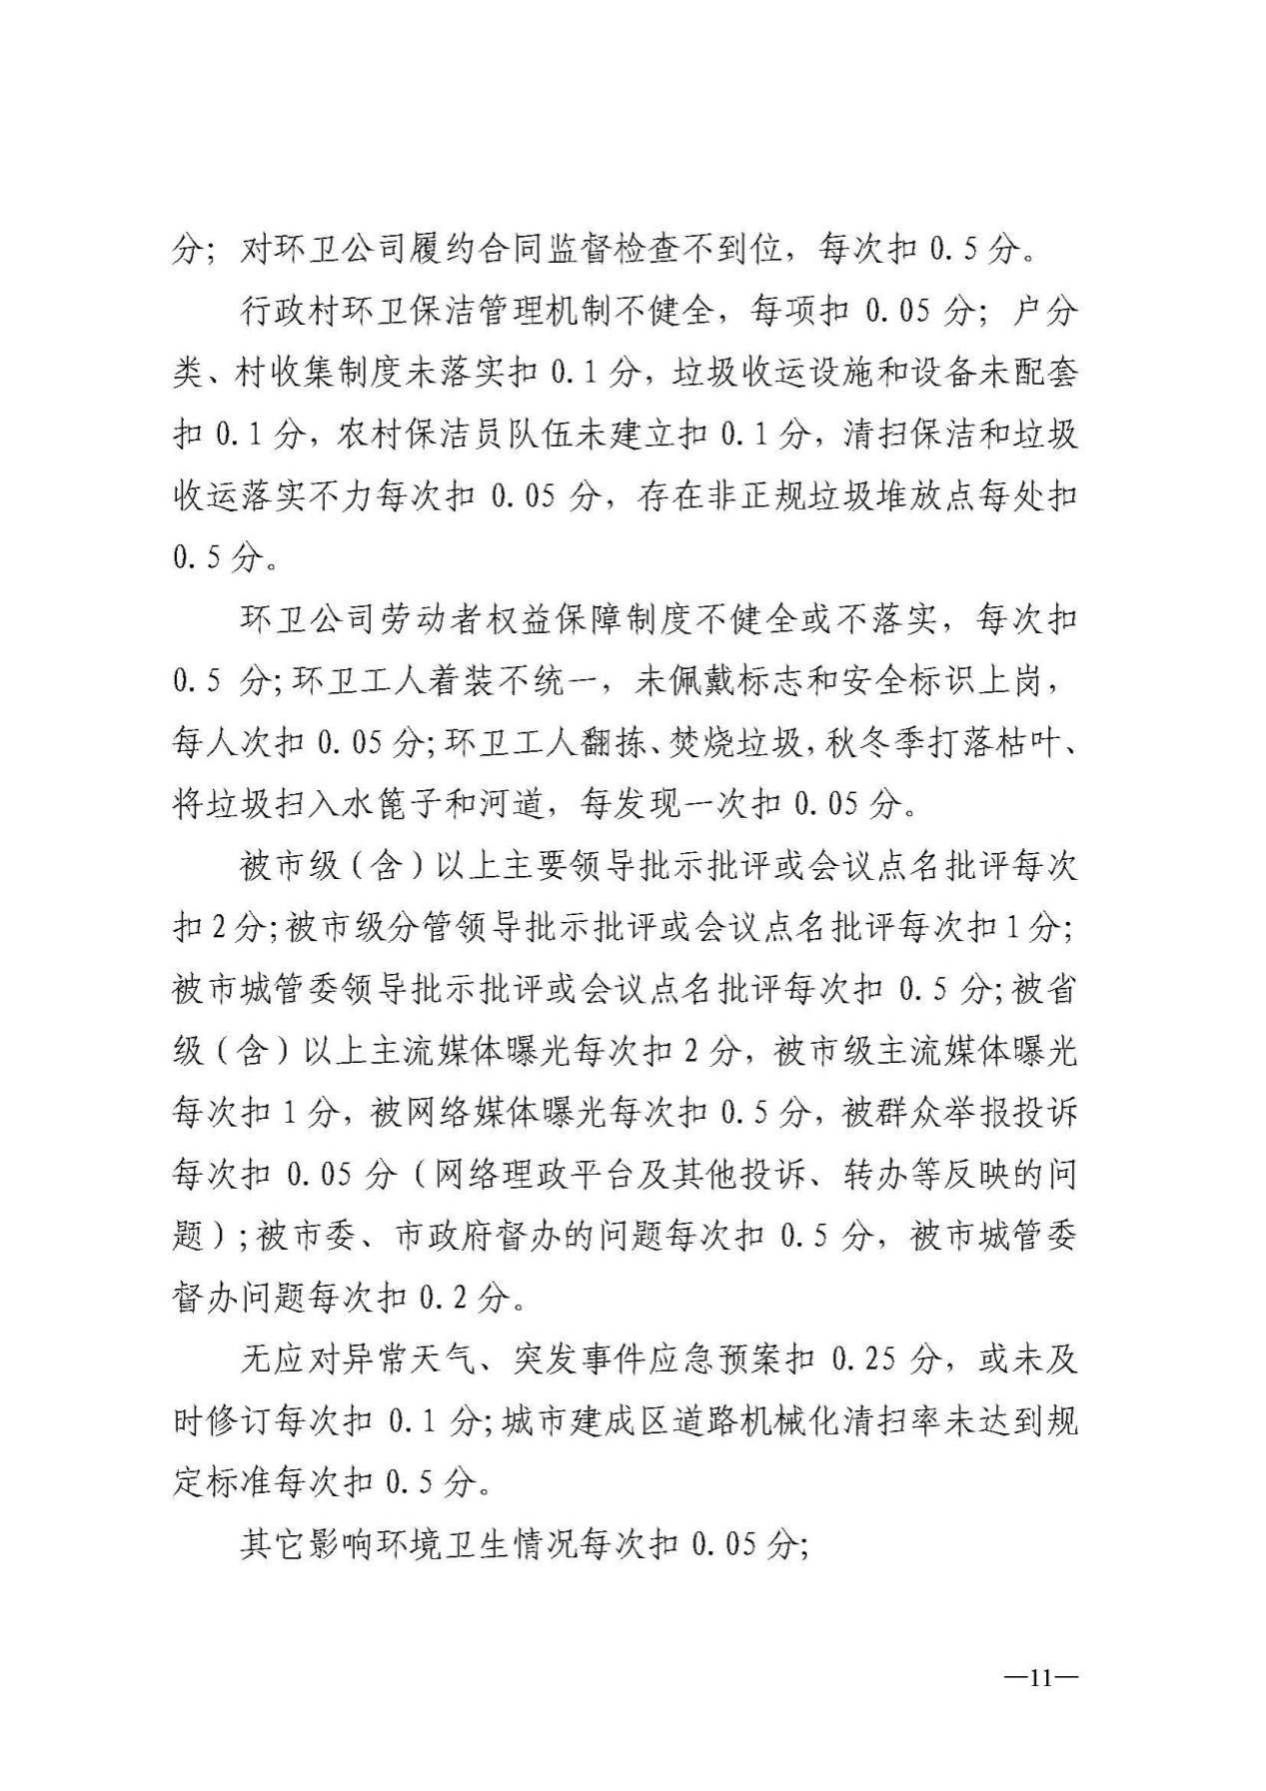 分；对环卫公司履约合同监督检查不到位，每次扣0.5分。
行政村环卫保洁管理机制不健全，每项扣 0.05 分；户分
类、村收集制度未落实扣 0.1 分，垃圾收运设施和设备未配套
扣 0.1 分，农村保洁员队伍未建立扣 0.1 分，清扫保洁和垃圾
收运落实不力每次扣 0.05 分，存在非正规垃圾堆放点每处扣
0.5 分。
环卫公司劳动者权益保障制度不健全或不落实，每次扣
0.5 分;环卫工人着装不统一，未佩戴标志和安全标识上岗，
每人次扣 0.05 分;环卫工人翻拣、焚烧垃圾,秋冬季打落枯叶、
将垃圾扫入水篦子和河道，每发现一次扣 0.05 分。
被市级（含）以上主要领导批示批评或会议点名批评每次
扣2分;被市级分管领导批示批评或会议点名批评每次扣1分;
被市城管委领导批示批评或会议点名批评每次扣 0.5 分;被省
级（含）以上主流媒体曝光每次扣 2 分，被市级主流媒体曝光
每次扣 1 分，被网络媒体曝光每次扣 0.5 分，被群众举报投诉
每次扣 0.05 分（网络理政平台及其他投诉、转办等反映的问
题）;被市委、市政府督办的问题每次扣 0.5 分，被市城管委
督办问题每次扣 0.2 分。
无应对异常天气、突发事件应急预案扣 0.25 分，或未及
时修订每次扣 0.1 分;城市建成区道路机械化清扫率未达到规
定标准每次扣 0.5 分。
其它影响环境卫生情况每次扣 0.05 分;
—11—